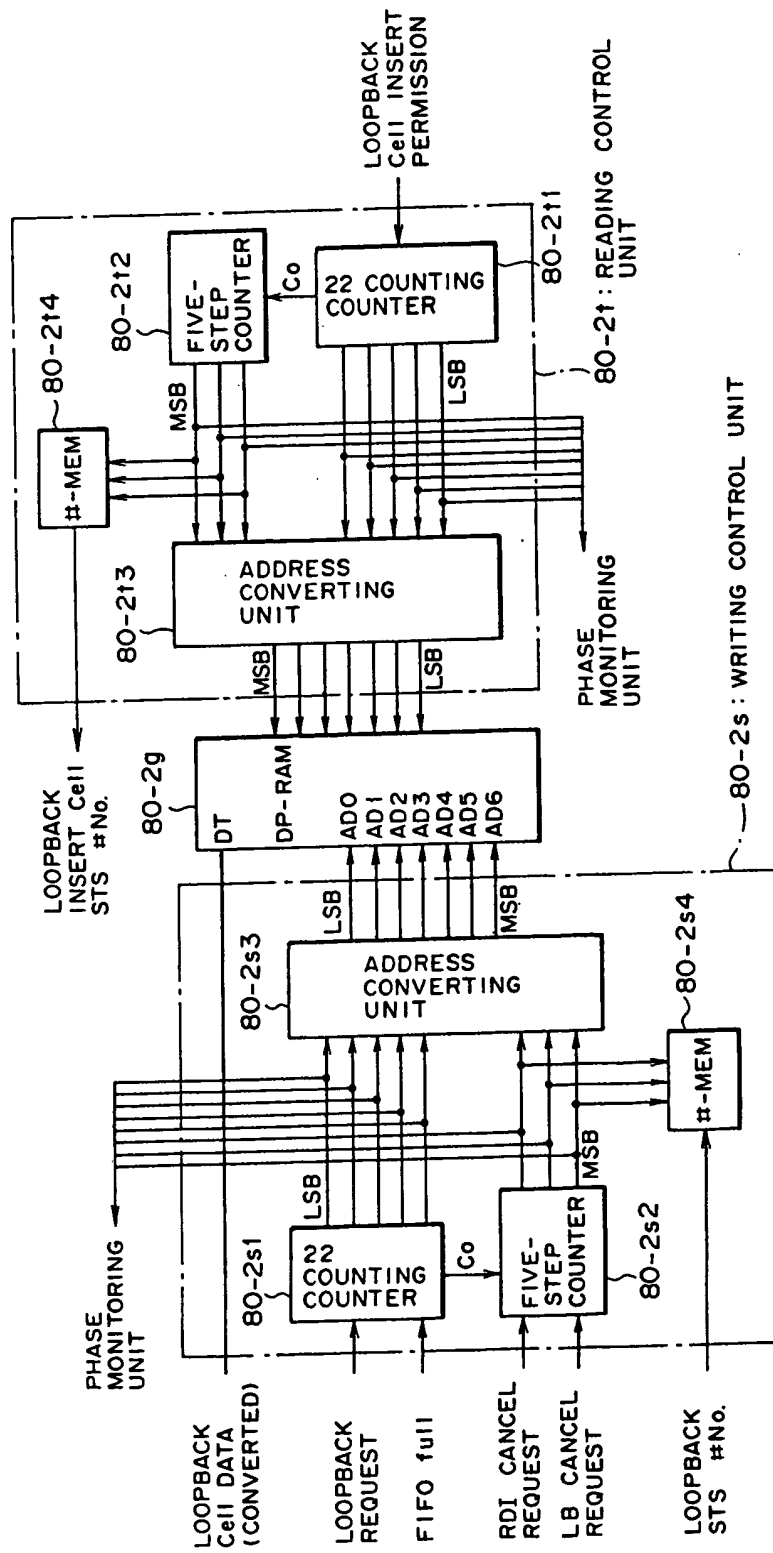 LOOPBACK
Cell DATA
(CONVERTED)
LOOPBACK
REQUEST
FIFO full
RDI CANCEL
REQUEST
LB CANCEL
REQUEST
LOOPBACK
STS #No.
PHASE
MONITORING
UNIT
80-2s1
22
COUNTING
COUNTER
LSB
Co
FIVE-
STEP
COUNTER
80-2s2
MSB
80-2s3
ADDRESS
CONVERTING
UNIT
LSB
MSB
80-2s4
#-MEM
80-2s : WRITING CONTROL UNIT
80-2g
DT
DP-RAM
AD0
AD1
AD2
AD3
AD4
AD5
AD6
LOOPBACK
INSERT Cell
STS #No.
MSB
LSB
80-2t3
ADDRESS
CONVERTING
UNIT
#-MEM
80-2t4
MSB
FIVE-
STEP
COUNTER
80-2t2
Co
22 COUNTING
COUNTER
80-2t1
LSB
PHASE
MONITORING
UNIT
80-2t : READING CONTROL
UNIT
LOOPBACK
Cell INSERT
PERMISSION